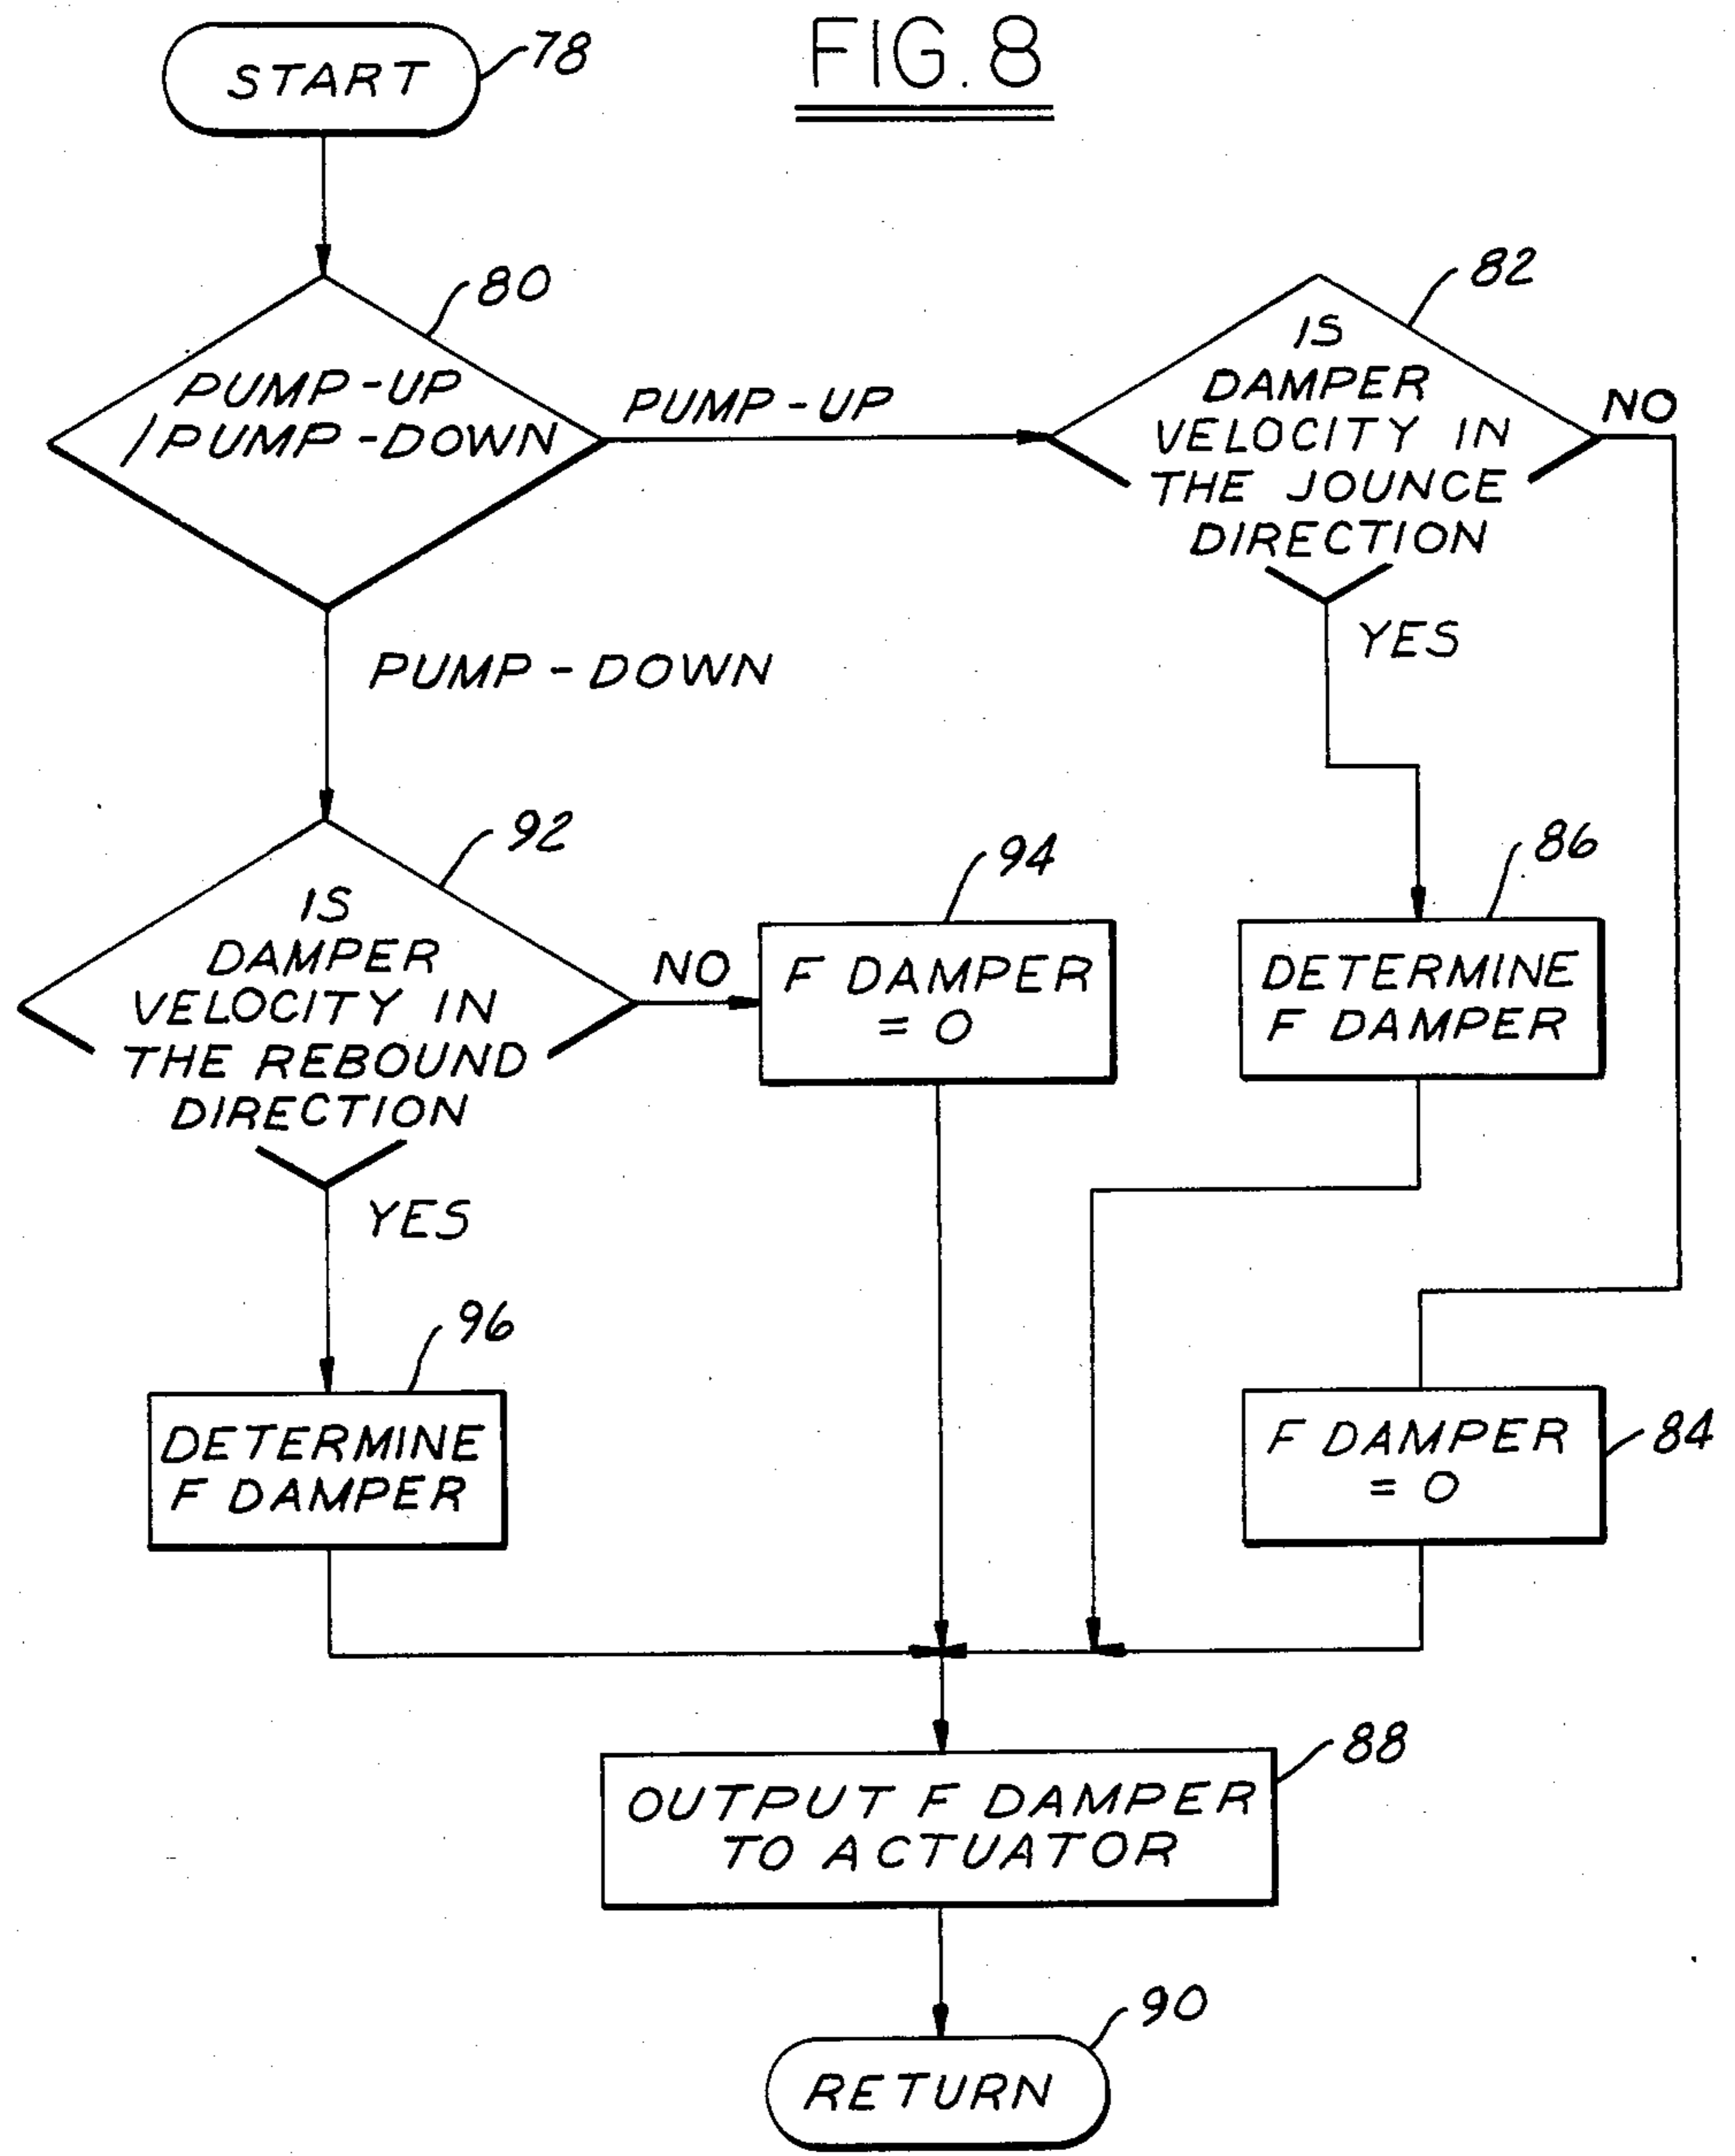 FIG. 8
START
78
80
PUMP-UP
/PUMP-DOWN
PUMP-UP
82
IS
DAMPER
VELOCITY IN
THE JOUNCE
DIRECTION
NO
YES
PUMP-DOWN
92
IS
DAMPER
VELOCITY IN
THE REBOUND
DIRECTION
NO
94
F DAMPER
= 0
86
DETERMINE
F DAMPER
YES
96
DETERMINE
F DAMPER
F DAMPER
= 0
84
88
OUTPUT F DAMPER
TO ACTUATOR
90
RETURN